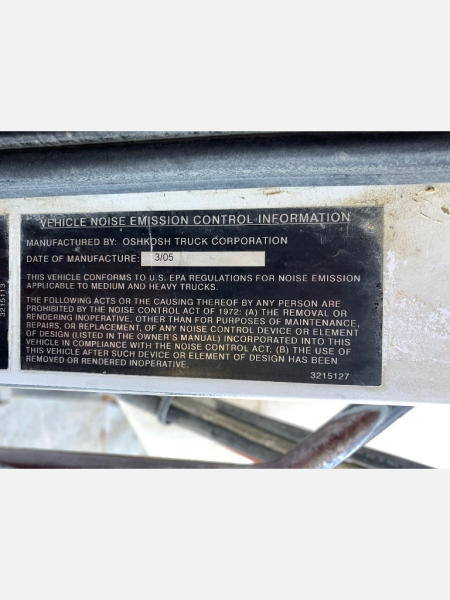 VEHICLE NOISE EMISSION CONTROL INFORMATION
MANUFACTURED BY: OSHKOSH TRUCK CORPORATION
DATE OF MANUFACTURE: 3/05
THIS VEHICLE CONFORMS TO U.S. EPA REGULATIONS FOR NOISE EMISSION
APPLICABLE TO MEDIUM AND HEAVY TRUCKS.
THE FOLLOWING ACTS OR THE CAUSING THEREOF BY ANY PERSON ARE
PROHIBITED BY THE NOISE CONTROL ACT OF 1972: (A) THE REMOVAL OR
RENDERING INOPERATIVE, OTHER THAN FOR PURPOSES OF MAINTENANCE,
REPAIRS, OR REPLACEMENT, OF ANY NOISE CONTROL DEVICE OR ELEMENT
OF DESIGN (LISTED IN THE OWNER'S MANUAL) INCORPORATED INTO THIS
VEHICLE IN COMPLIANCE WITH THE NOISE CONTROL ACT: (B) THE USE OF
THIS VEHICLE AFTER SUCH DEVICE OR ELEMENT OF DESIGN HAS BEEN
REMOVED OR RENDERED INOPERATIVE.
3215127
3215113